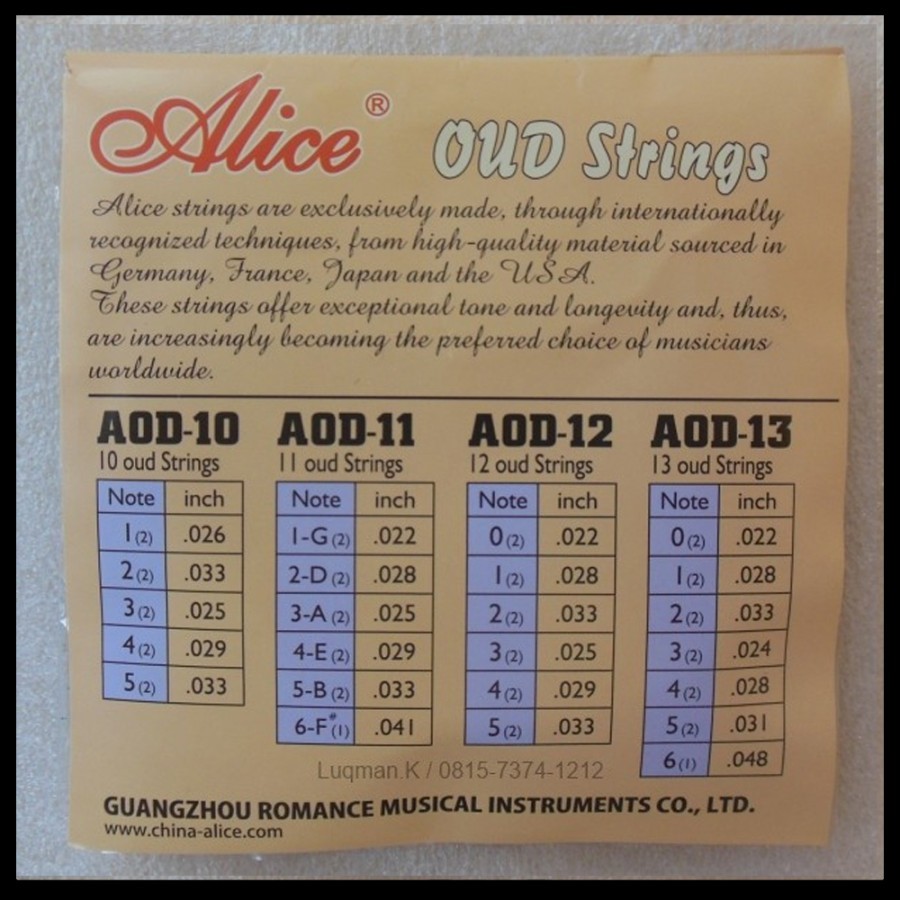 Alice®
OUD Strings
Alice strings are exclusively made, through internationally
recognized techniques, from high-quality material sourced in
Germany, France, Japan and the USA.
These strings offer exceptional tone and longevity and, thus,
are increasingly becoming the preferred choice of musicians
worldwide.
AOD-10
10 oud Strings
Note inch
1(2) .026
2(2) .033
3(2) .025
4(2) .029
5(2) .033
AOD-11
11 oud Strings
Note inch
1-G(2) .022
2-D(2) .028
3-A(2) .025
4-E(2) .029
5-B(2) .033
6-F#(1) .041
AOD-12
12 oud Strings
Note inch
0(2) .022
1(2) .028
2(2) .033
3(2) .025
4(2) .029
5(2) .033
AOD-13
13 oud Strings
Note inch
0(2) .022
1(2) .028
2(2) .033
3(2) .024
4(2) .028
5(2) .031
6(1) .048
Luqman.K / 0815-7374-1212
GUANGZHOU ROMANCE MUSICAL INSTRUMENTS CO., LTD.
www.china-alice.com